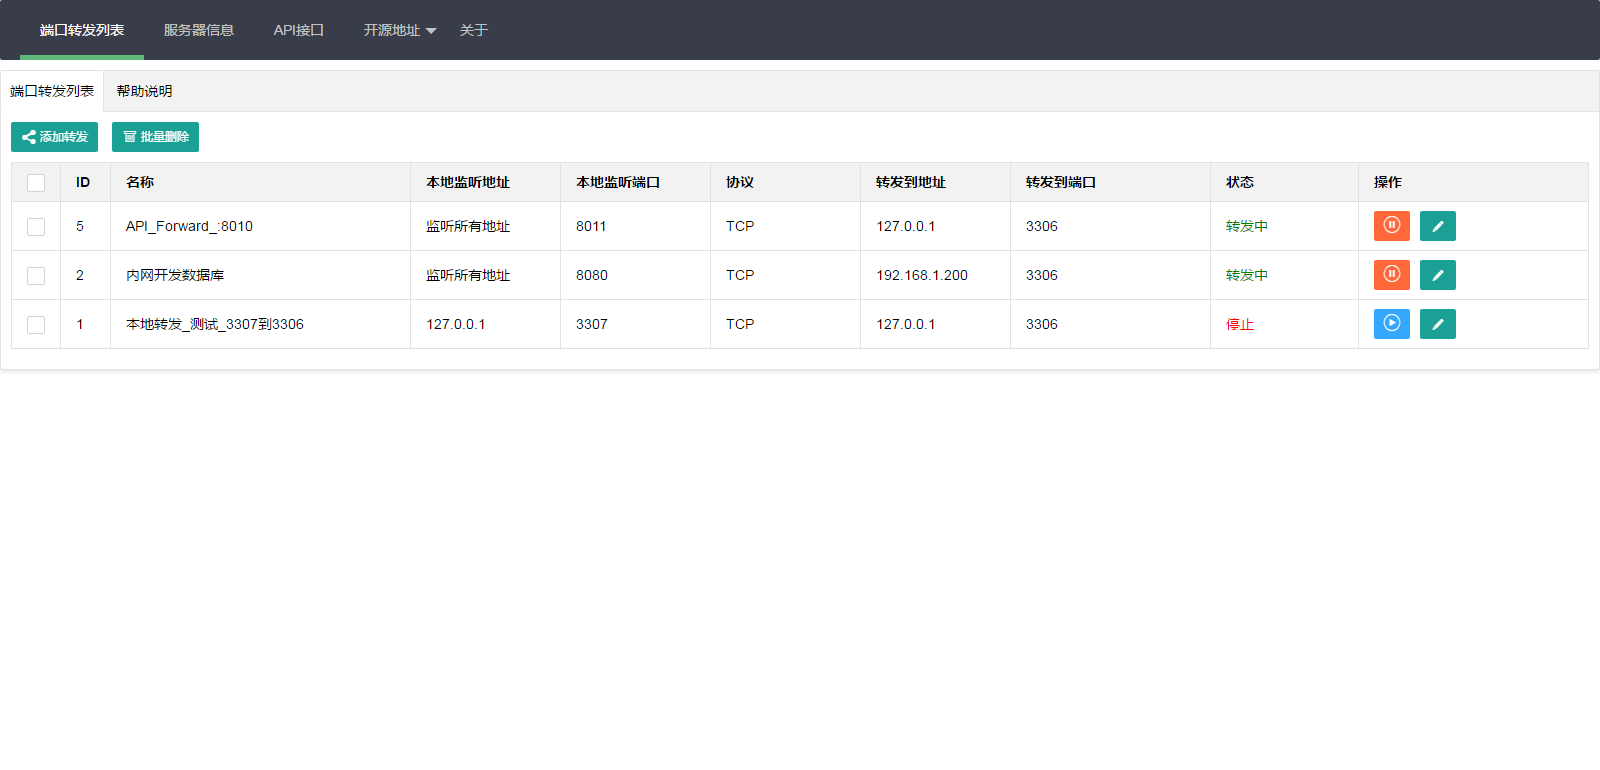 端口转发列表 服务器信息 API接口 开源地址 关于
端口转发列表 帮助说明
添加转发 批量删除
ID 名称 本地监听地址 本地监听端口 协议 转发到地址 转发到端口 状态 操作
5 API_Forward_:8010 监听所有地址 8011 TCP 127.0.0.1 3306 转发中
2 内网开发数据库 监听所有地址 8080 TCP 192.168.1.200 3306 转发中
1 本地转发_测试_3307到3306 127.0.0.1 3307 TCP 127.0.0.1 3306 停止